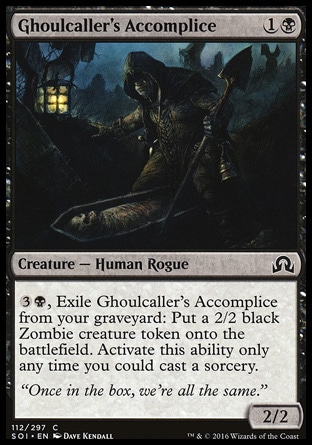 Ghoulcaller's Accomplice 1
Creature — Human Rogue
3, Exile Ghoulcaller's Accomplice
from your graveyard: Put a 2/2 black
Zombie creature token onto the
battlefield. Activate this ability only
any time you could cast a sorcery.
“Once in the box, we're all the same.”
2/2
112/297 C
SOI • EN Dave Kendall
™ & © 2016 Wizards of the Coast